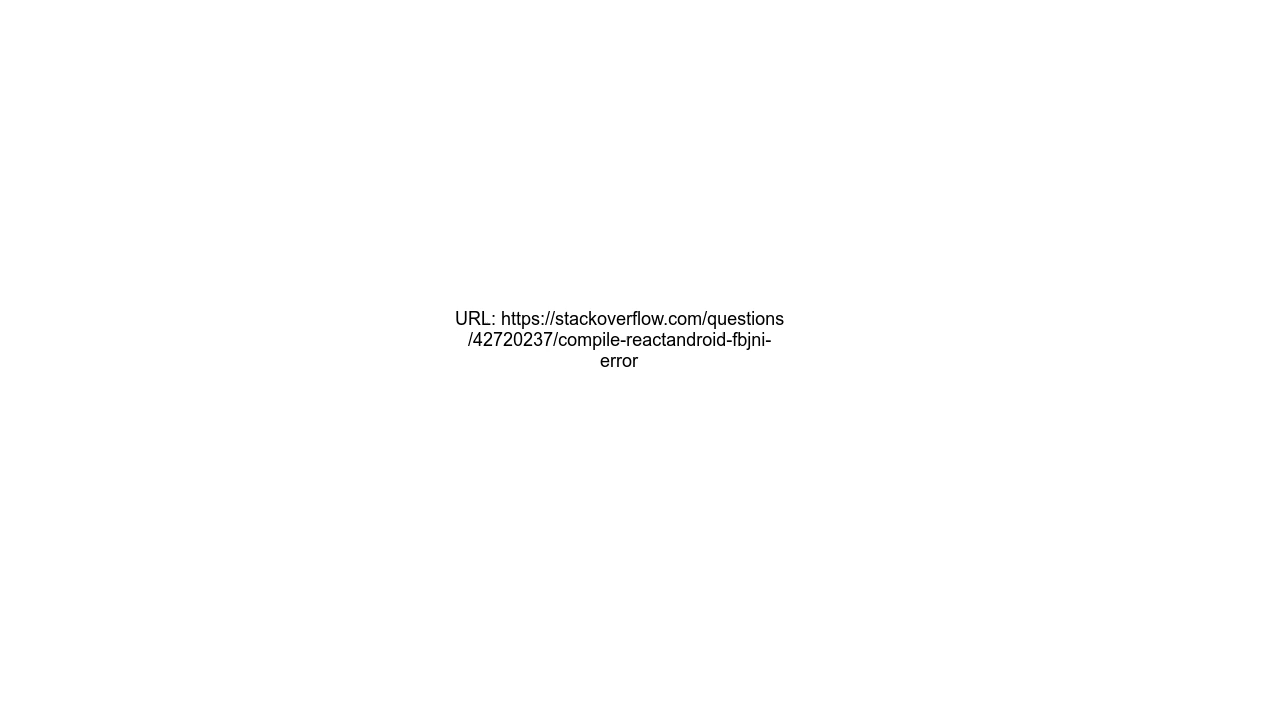 URL: https://stackoverflow.com/questions
/42720237/compile-reactandroid-fbjni-
error